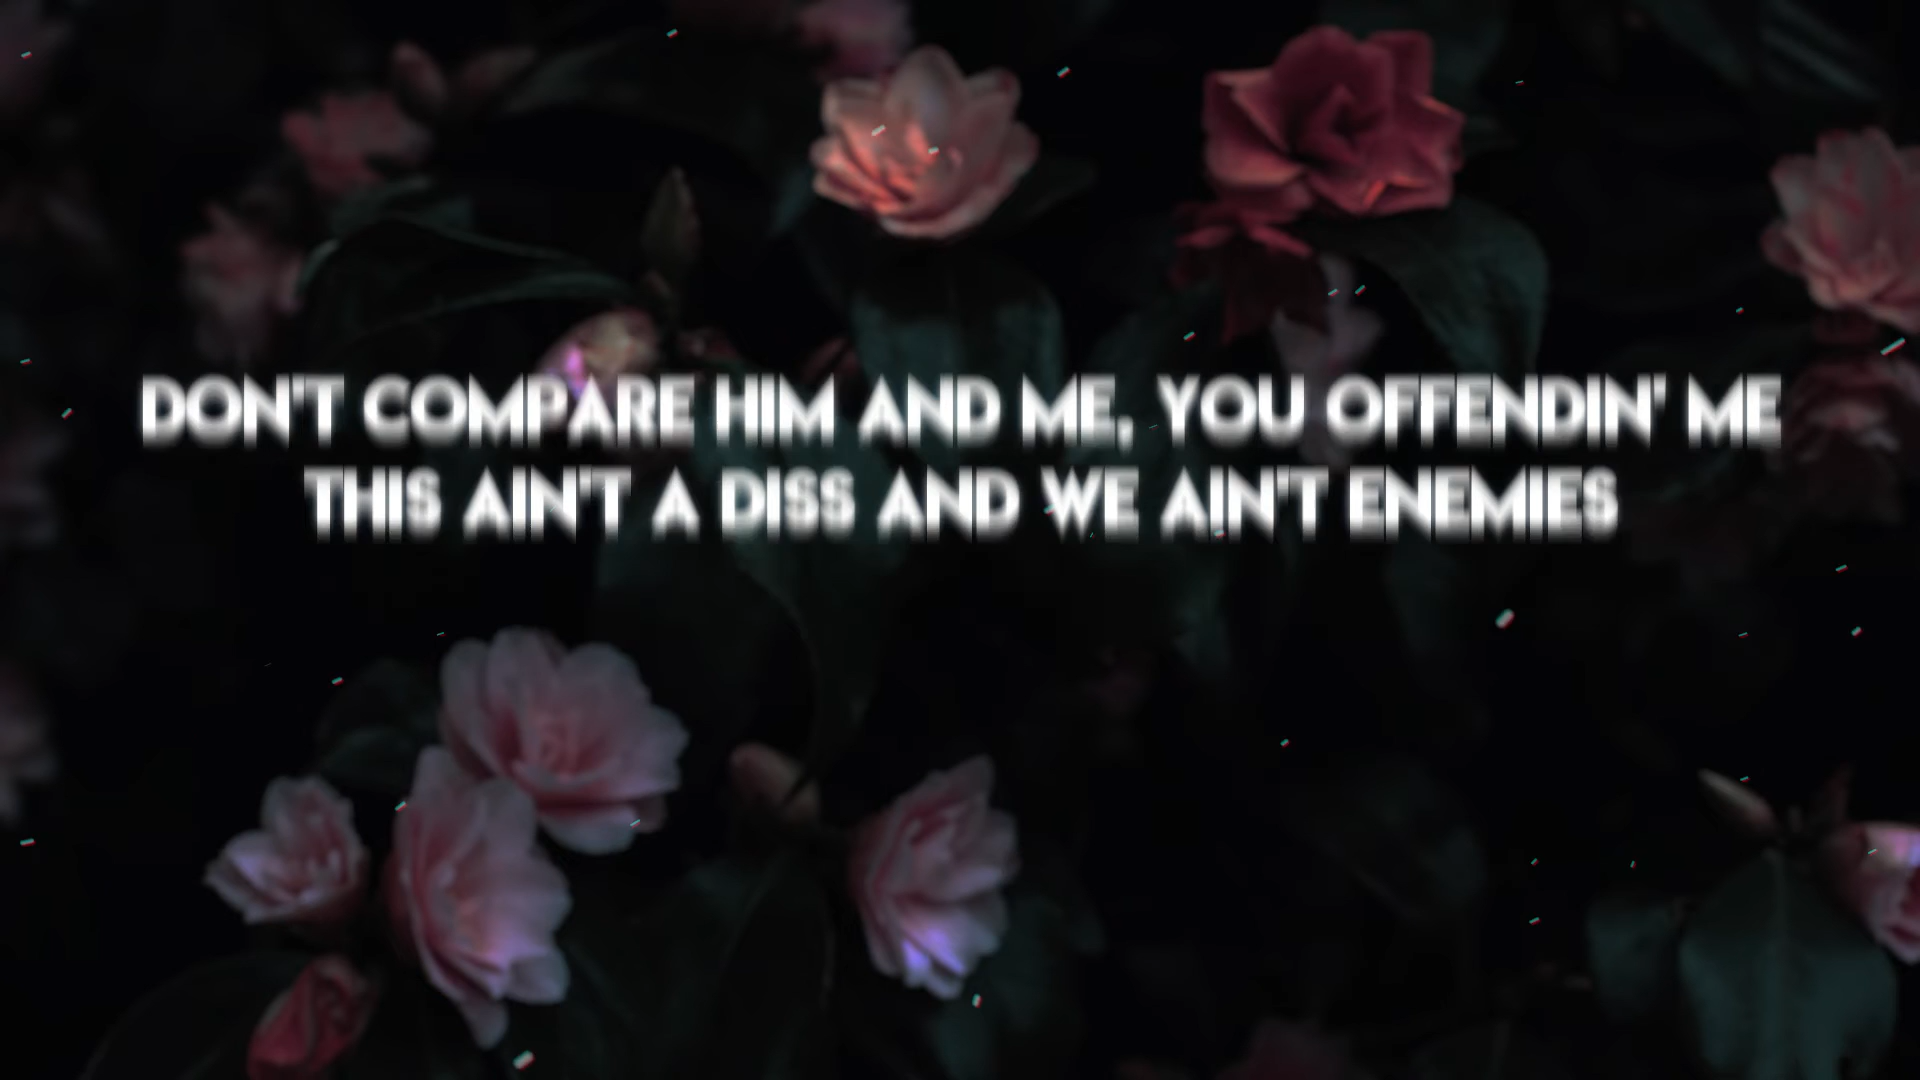 DON'T COMPARE HIM AND ME, YOU OFFENDIN' ME
THIS AIN'T A DISS AND WE AIN'T ENEMIES